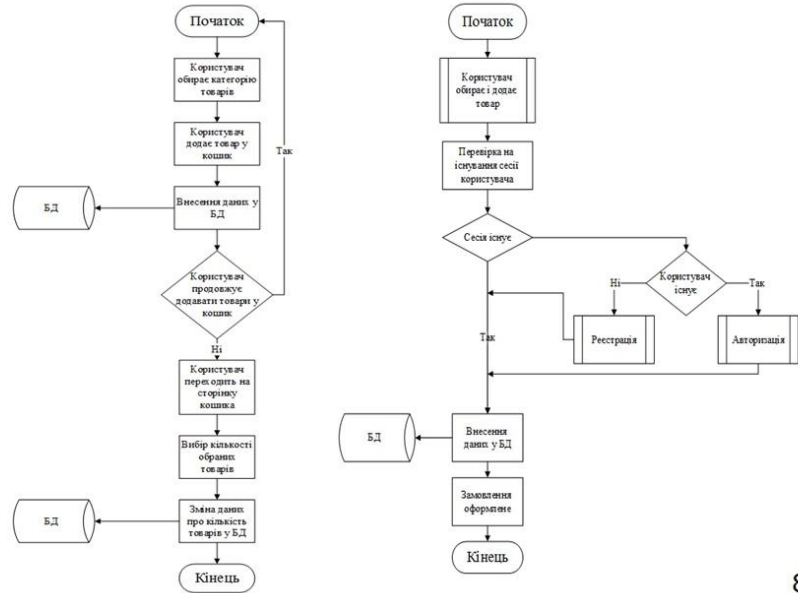 Початок
Користувач
обирає категорію
товарів
Користувач
додає товар у
кошик
Так
БД
Внесення даних у
БД
Користувач
продовжує
додавати товари у
кошик
Ні
Користувач
переходить на
сторінку
кошика
Вибір кількості
обраних
товарів
БД
Зміна даних
про кількість
товарів у БД
Кінець
Початок
Користувач
обирає і додає
товар
Перевірка на
існування сесії
користувача
Сесія існує
Користувач
існує
Ні
Так
Реєстрація
Авторизація
Так
БД
Внесення
даних у БД
Замовлення
оформлене
Кінець
8